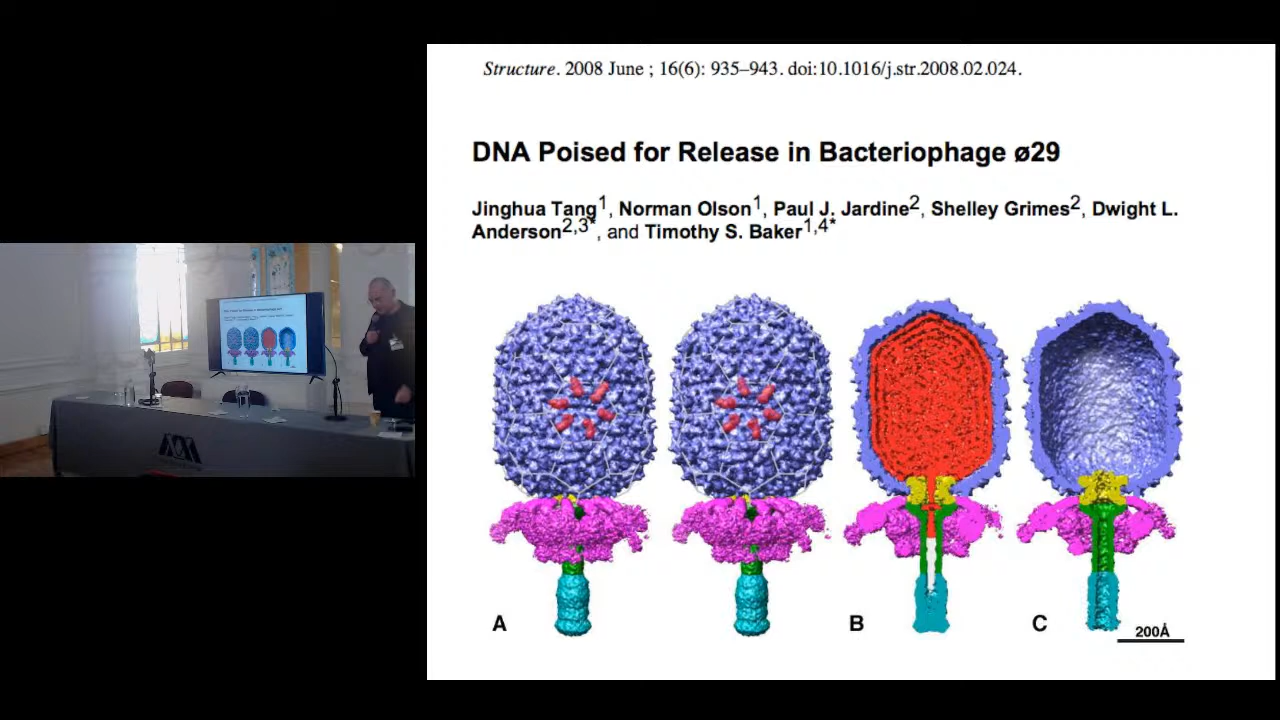 Structure. 2008 June ; 16(6): 935–943. doi:10.1016/j.str.2008.02.024.
DNA Poised for Release in Bacteriophage ø29
Jinghua Tang1, Norman Olson1, Paul J. Jardine2, Shelley Grimes2, Dwight L.
Anderson2,3*, and Timothy S. Baker1,4*
A
B
C
200Å